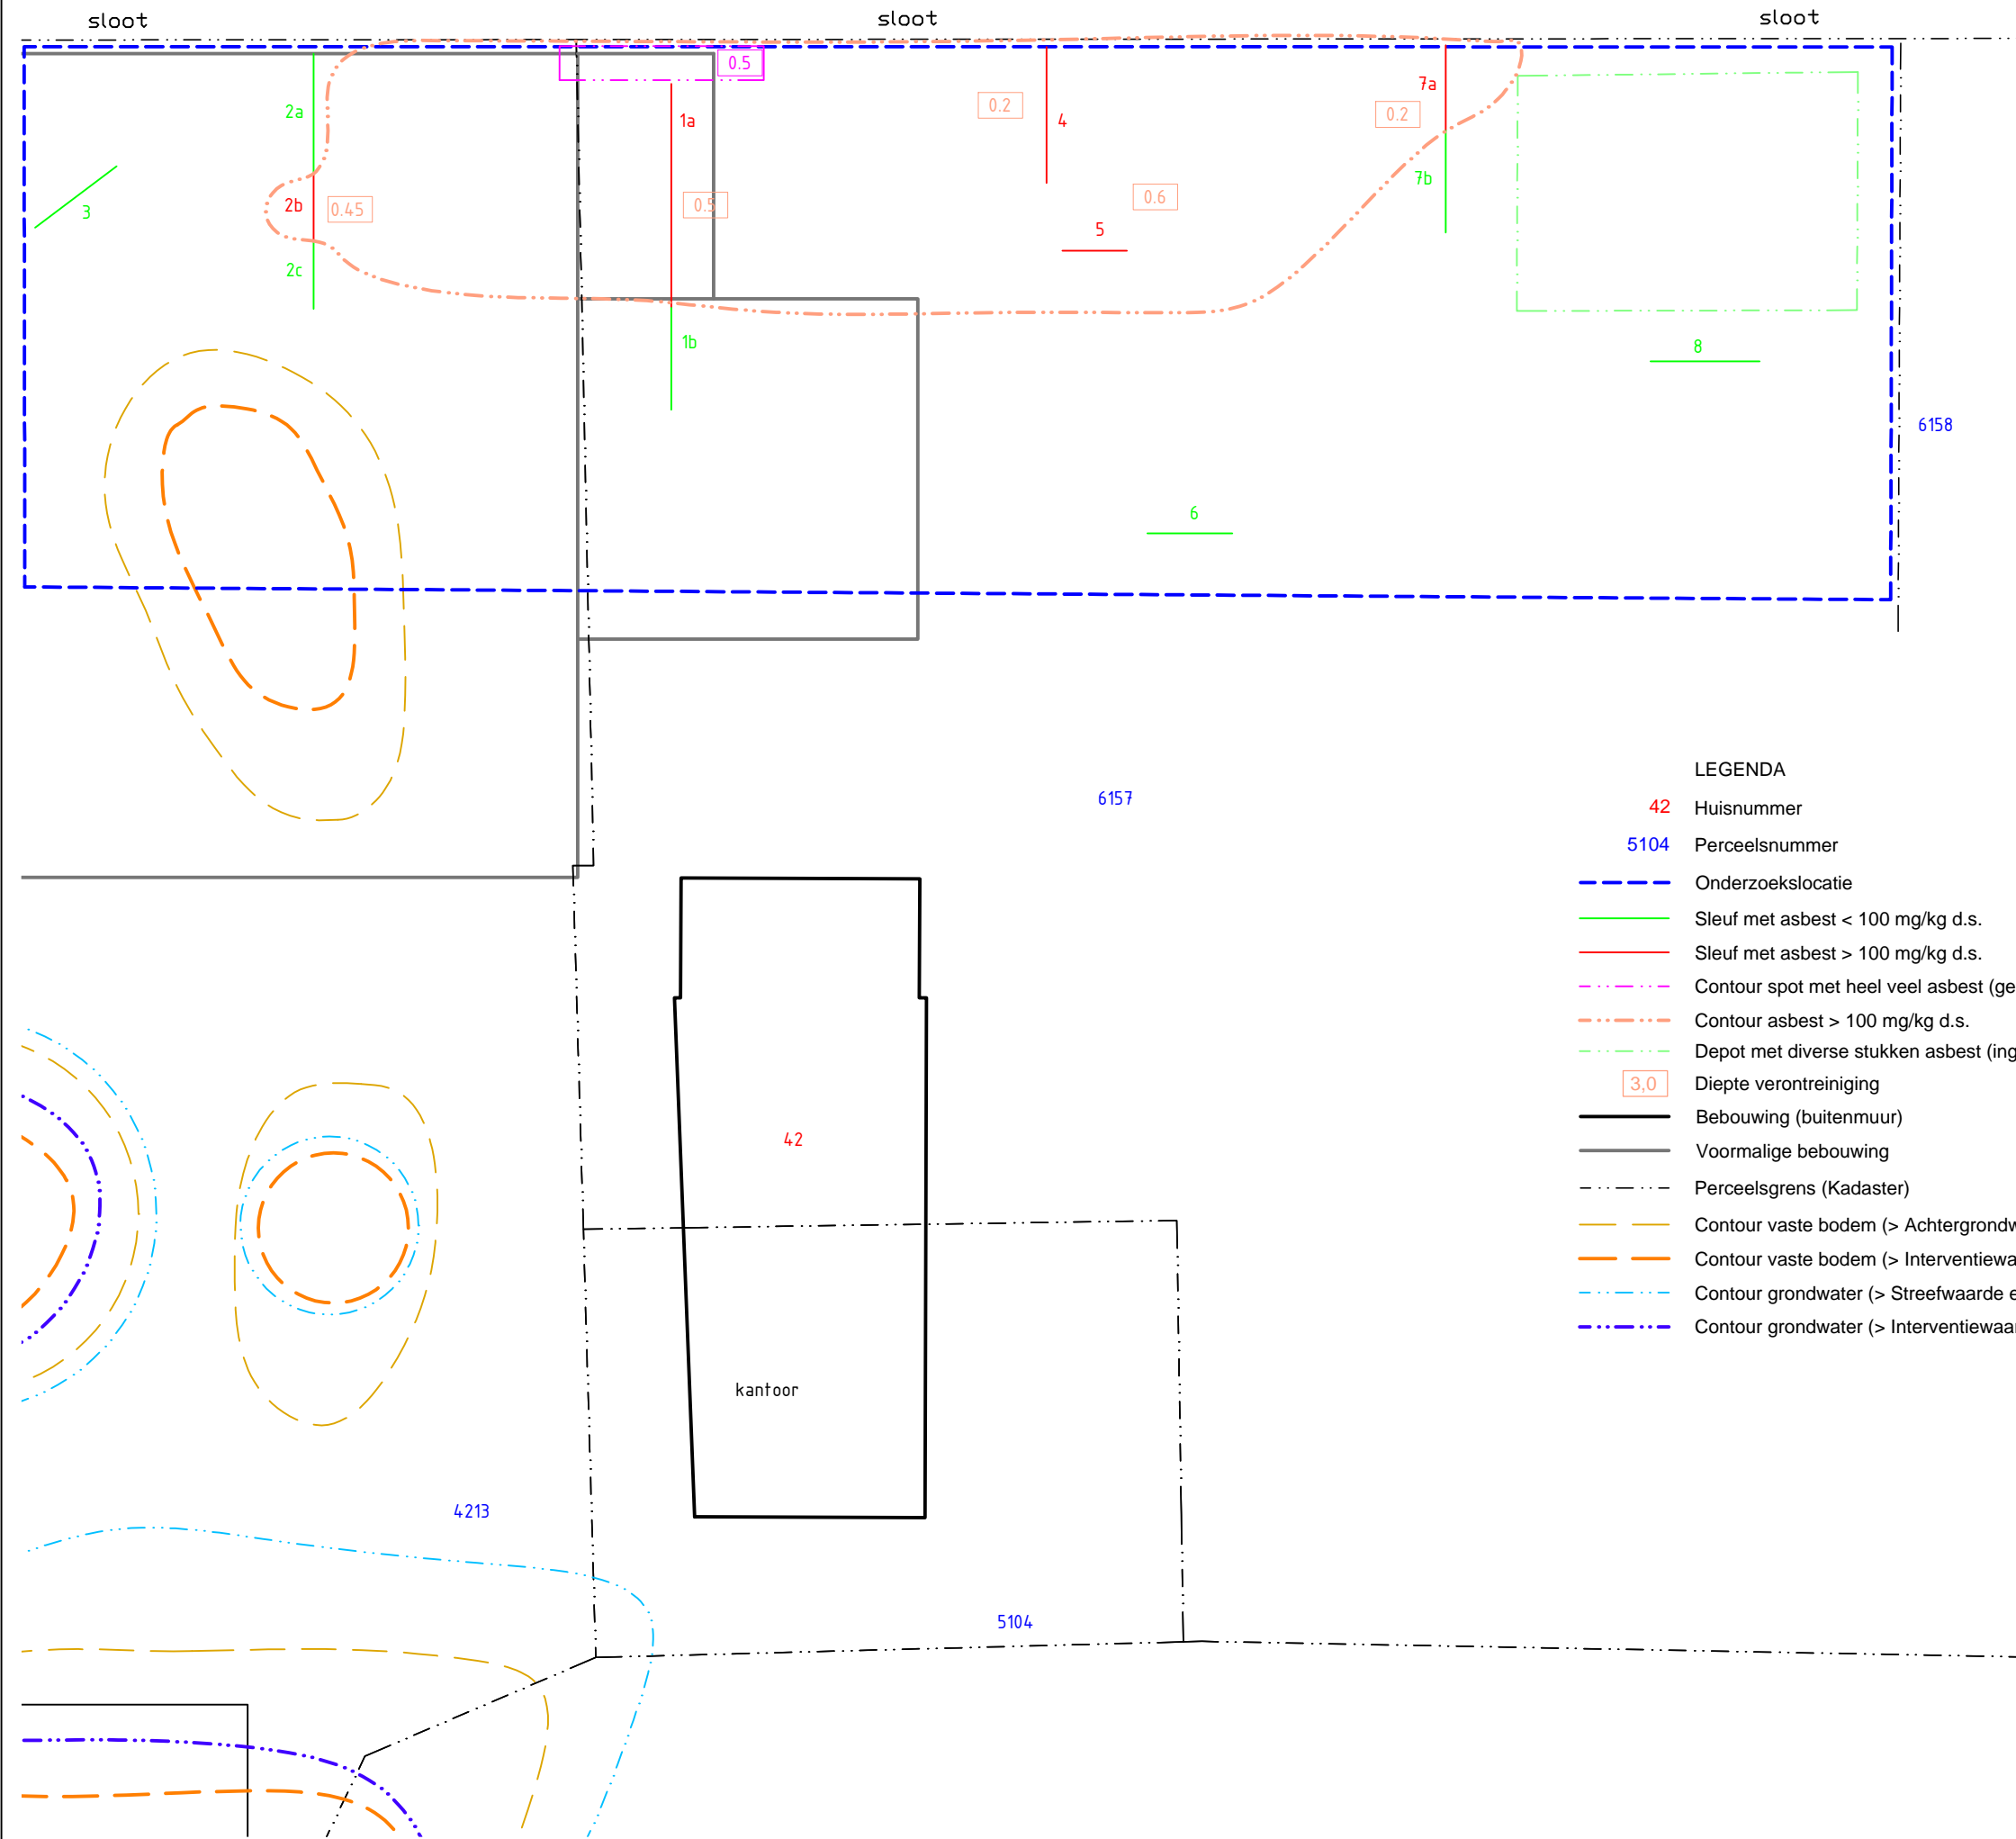 sloot sloot sloot
0.5
2a 1a 0.2 4 7a 0.2
3 2b 0.45 0.5 0.6 7b
5
2c
1b 8
6158
6
6157
LEGENDA
42 Huisnummer
5104 Perceelsnummer
Onderzoekslocatie
Sleuf met asbest < 100 mg/kg d.s.
Sleuf met asbest > 100 mg/kg d.s.
Contour spot met heel veel asbest (ge
Contour asbest > 100 mg/kg d.s.
Depot met diverse stukken asbest (ing
3,0 Diepte verontreiniging
Bebouwing (buitenmuur)
Voormalige bebouwing
Perceelsgrens (Kadaster)
Contour vaste bodem (> Achtergrondw
Contour vaste bodem (> Interventiewa
Contour grondwater (> Streefwaarde e
Contour grondwater (> Interventiewaar
42
kantoor
4213
5104